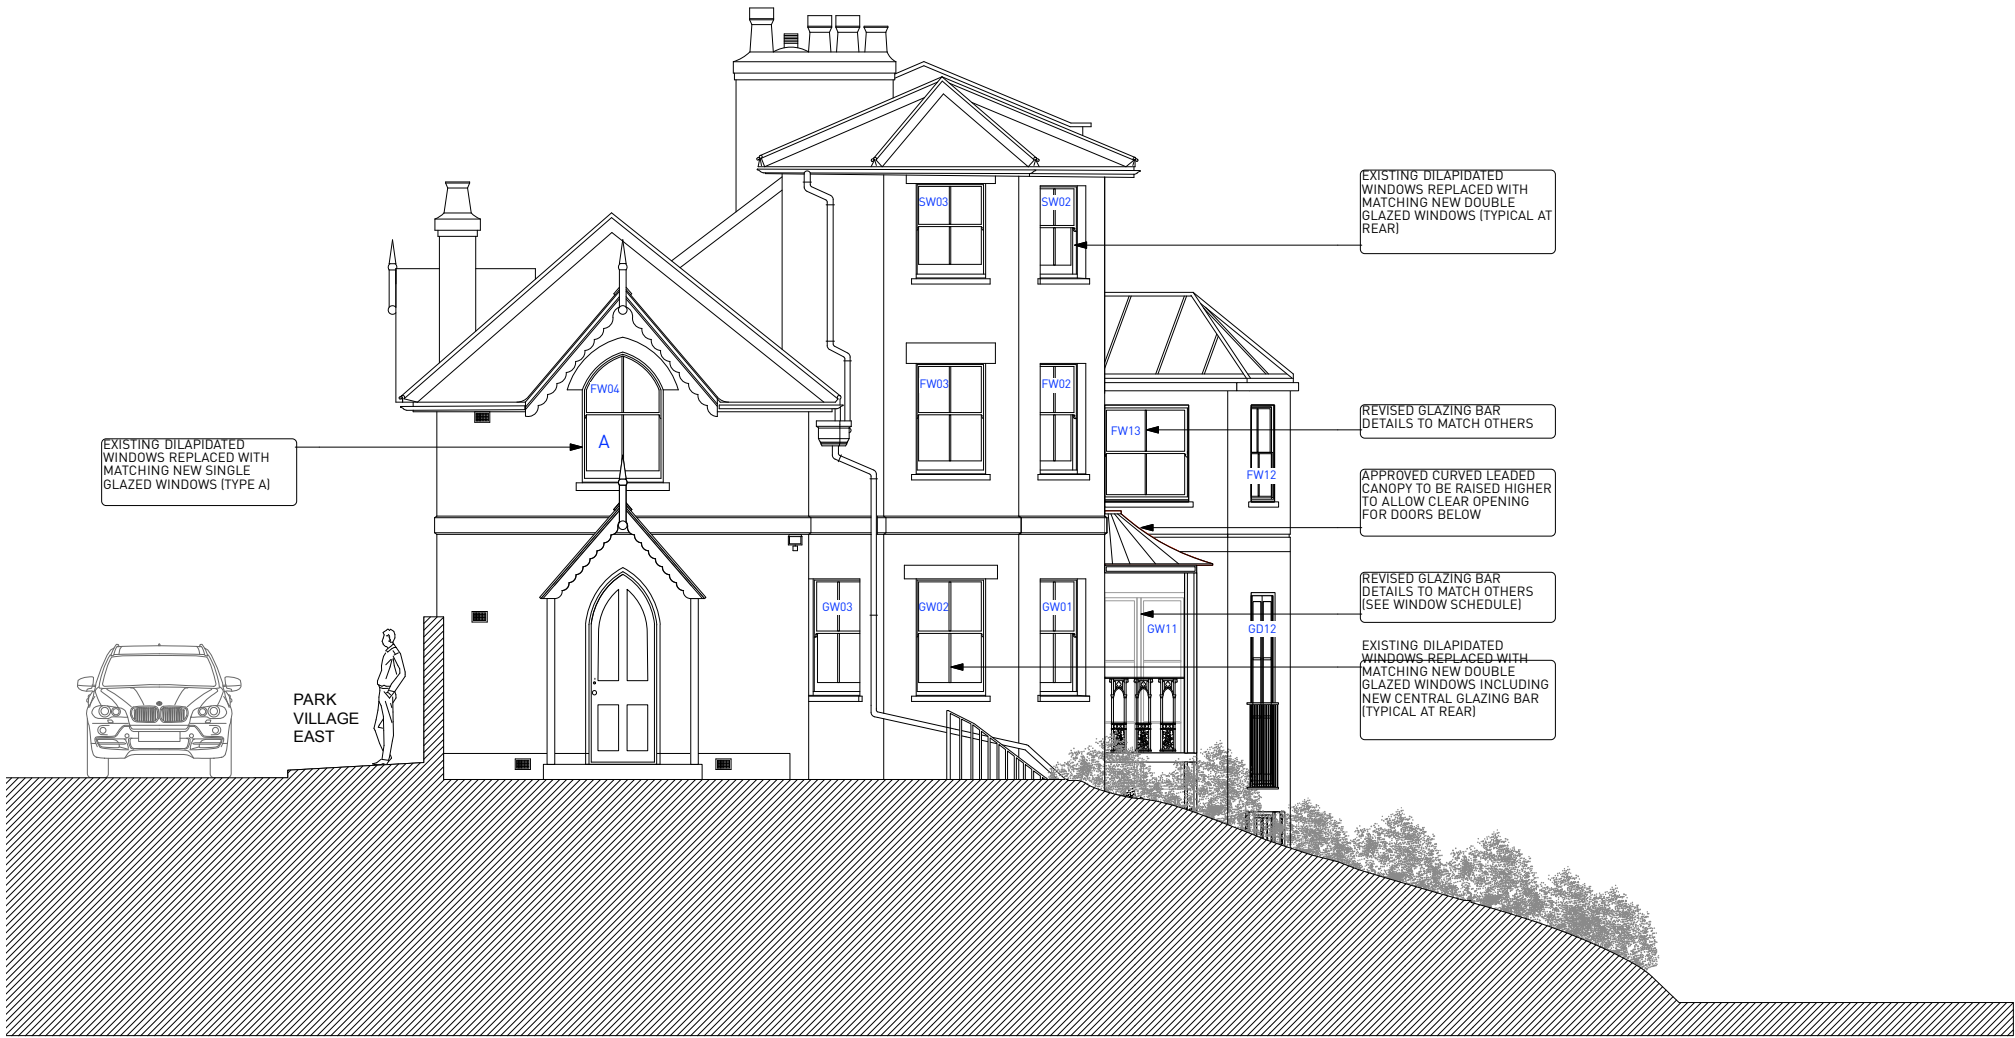 EXISTING DILAPIDATED
WINDOWS REPLACED WITH
MATCHING NEW DOUBLE
GLAZED WINDOWS (TYPICAL AT
REAR)
SW03
SW02
FW04
FW03
FW02
A
FW13
FW12
REVISED GLAZING BAR
DETAILS TO MATCH OTHERS
EXISTING DILAPIDATED
WINDOWS REPLACED WITH
MATCHING NEW SINGLE
GLAZED WINDOWS (TYPE A)
APPROVED CURVED LEADED
CANOPY TO BE RAISED HIGHER
TO ALLOW CLEAR OPENING
FOR DOORS BELOW
REVISED GLAZING BAR
DETAILS TO MATCH OTHERS
(SEE WINDOW SCHEDULE)
GW03
GW02
GW01
GW11
GD12
EXISTING DILAPIDATED
WINDOWS REPLACED WITH
MATCHING NEW DOUBLE
GLAZED WINDOWS INCLUDING
NEW CENTRAL GLAZING BAR
(TYPICAL AT REAR)
PARK
VILLAGE
EAST